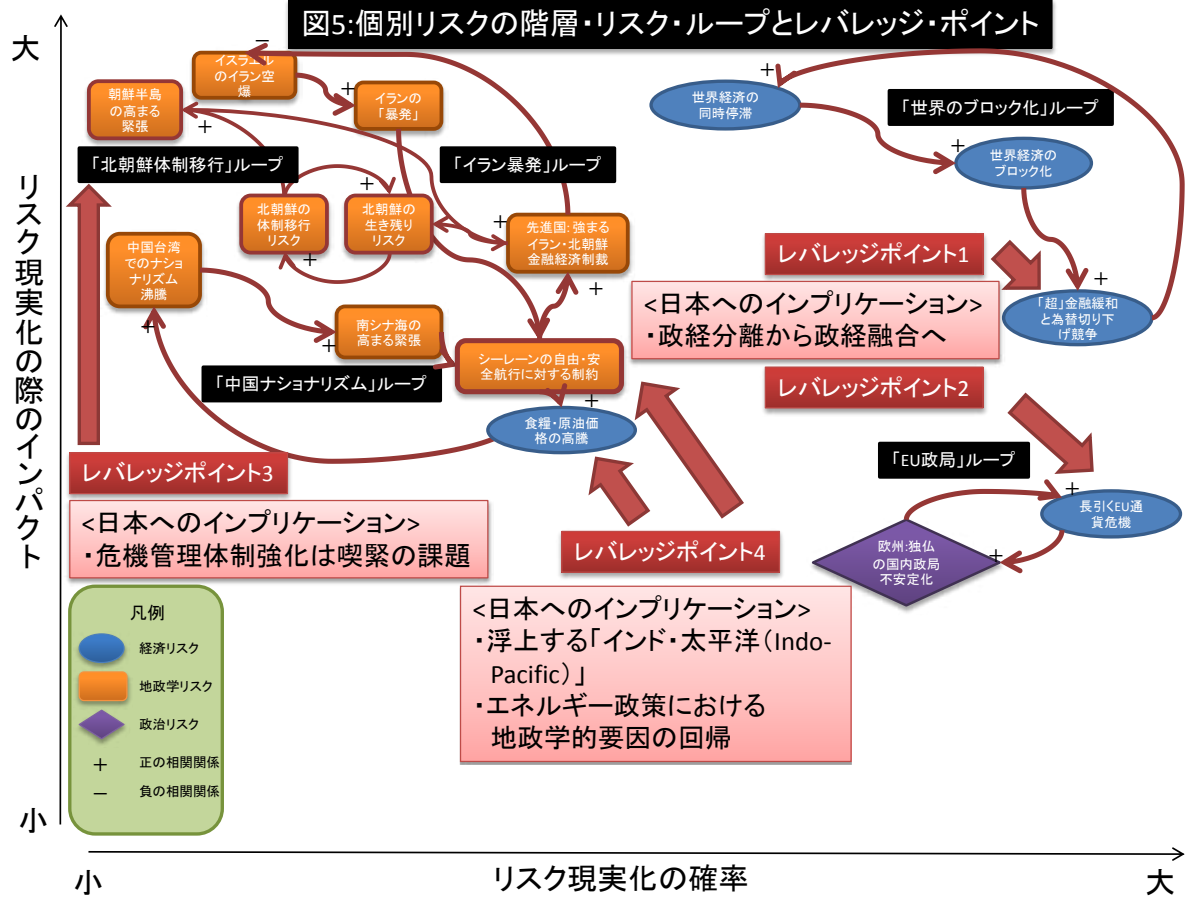 図5:個別リスクの階層・リスク・ループとレバレッジ・ポイント
大
リスク現実化の際のインパクト
小
−
イスラエル
のイラン空
爆
+
イランの
「暴発」
朝鮮半島
の高まる
緊張
+
「北朝鮮体制移行」ループ
「イラン暴発」ループ
+
北朝鮮の
体制移行
リスク
北朝鮮の
生き残り
リスク
+
+
先進国:強まる
イラン・北朝鮮
金融経済制裁
+
中国台湾
でのナショ
ナリズム
沸騰
+
南シナ海の
高まる緊張
+
「中国ナショナリズム」ループ
シーレーンの自由・安
全航行に対する制約
+
食糧・原油価
格の高騰
+
世界経済の
同時停滞
「世界のブロック化」ループ
+
世界経済の
ブロック化
レバレッジポイント1
<日本へのインプリケーション>
・政経分離から政経融合へ
+
「超」金融緩和
と為替切り下
げ競争
レバレッジポイント2
「EU政局」ループ
+
長引くEU通
貨危機
+
欧州:独仏
の国内政局
不安定化
レバレッジポイント3
<日本へのインプリケーション>
・危機管理体制強化は喫緊の課題
レバレッジポイント4
<日本へのインプリケーション>
・浮上する「インド・太平洋(Indo-
Pacific)」
・エネルギー政策における
地政学的要因の回帰
凡例
経済リスク
地政学リスク
政治リスク
+ 正の相関関係
− 負の相関関係
小
リスク現実化の確率
大